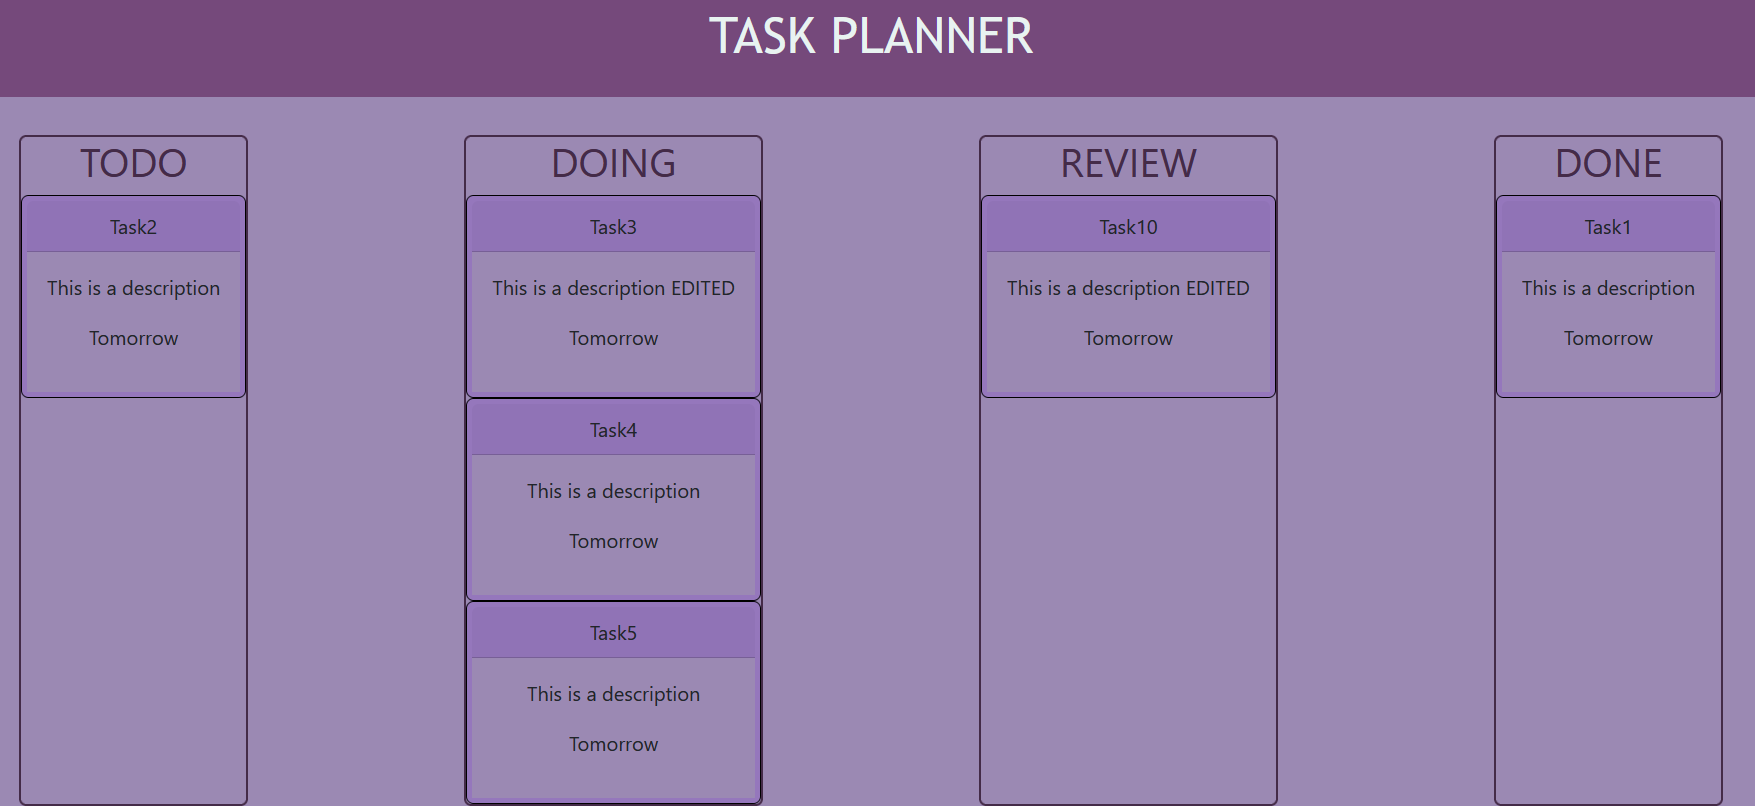 TASK PLANNER
TODO
Task2
This is a description
Tomorrow
DOING
Task3
This is a description EDITED
Tomorrow
Task4
This is a description
Tomorrow
Task5
This is a description
Tomorrow
REVIEW
Task10
This is a description EDITED
Tomorrow
DONE
Task1
This is a description
Tomorrow